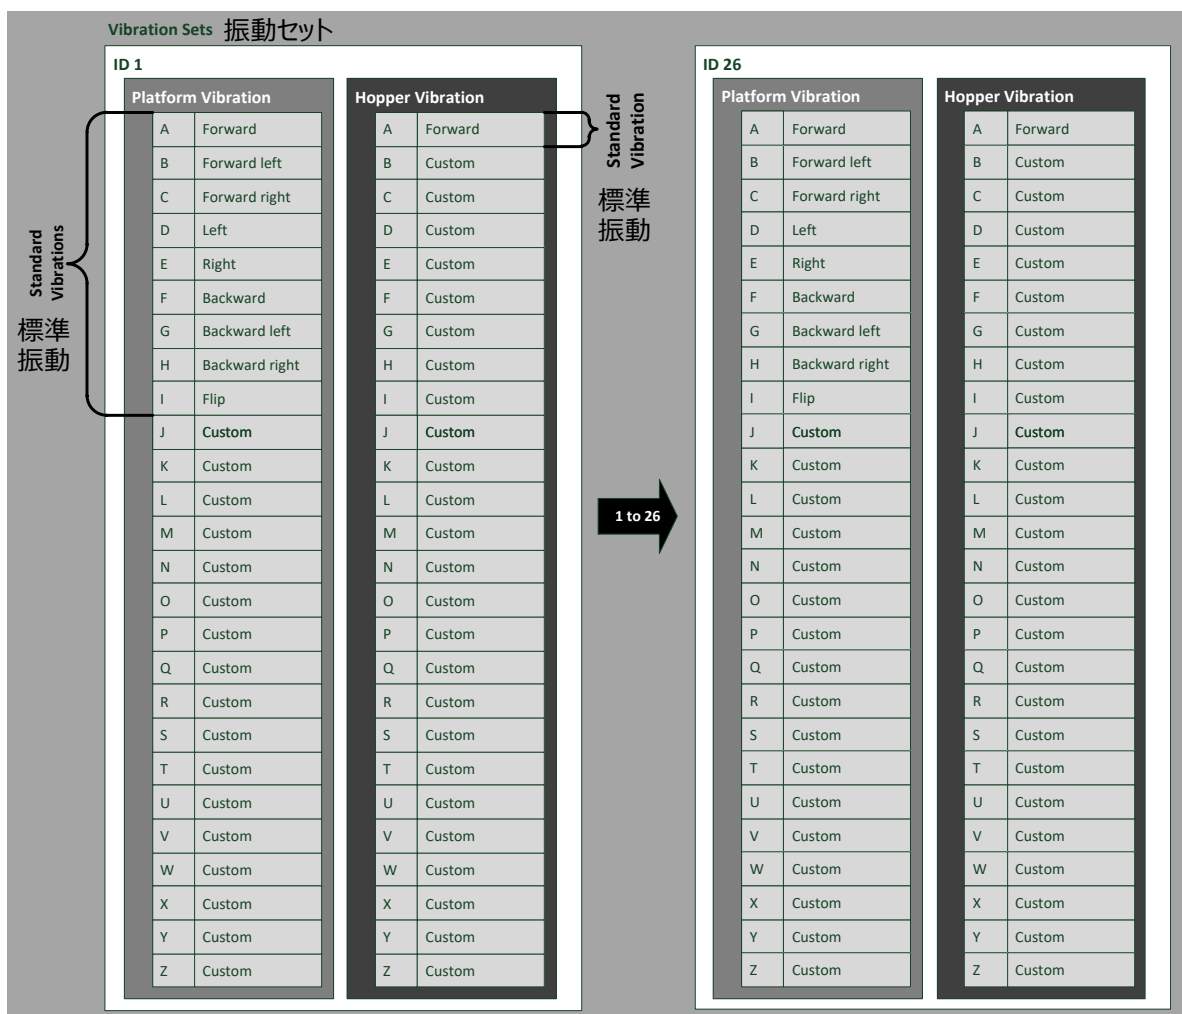 Vibration Sets 振動セット
ID 1
Platform Vibration
A Forward
B Forward left
C Forward right
D Left
E Right
F Backward
G Backward left
H Backward right
I Flip
J Custom
K Custom
L Custom
M Custom
N Custom
O Custom
P Custom
Q Custom
R Custom
S Custom
T Custom
U Custom
V Custom
W Custom
X Custom
Y Custom
Z Custom
Standard
Vibrations
標準
振動
Hopper Vibration
A Forward
B Custom
C Custom
D Custom
E Custom
F Custom
G Custom
H Custom
I Custom
J Custom
K Custom
L Custom
M Custom
N Custom
O Custom
P Custom
Q Custom
R Custom
S Custom
T Custom
U Custom
V Custom
W Custom
X Custom
Y Custom
Z Custom
Standard
Vibration
標準
振動
1 to 26
ID 26
Platform Vibration
A Forward
B Forward left
C Forward right
D Left
E Right
F Backward
G Backward left
H Backward right
I Flip
J Custom
K Custom
L Custom
M Custom
N Custom
O Custom
P Custom
Q Custom
R Custom
S Custom
T Custom
U Custom
V Custom
W Custom
X Custom
Y Custom
Z Custom
Hopper Vibration
A Forward
B Custom
C Custom
D Custom
E Custom
F Custom
G Custom
H Custom
I Custom
J Custom
K Custom
L Custom
M Custom
N Custom
O Custom
P Custom
Q Custom
R Custom
S Custom
T Custom
U Custom
V Custom
W Custom
X Custom
Y Custom
Z Custom